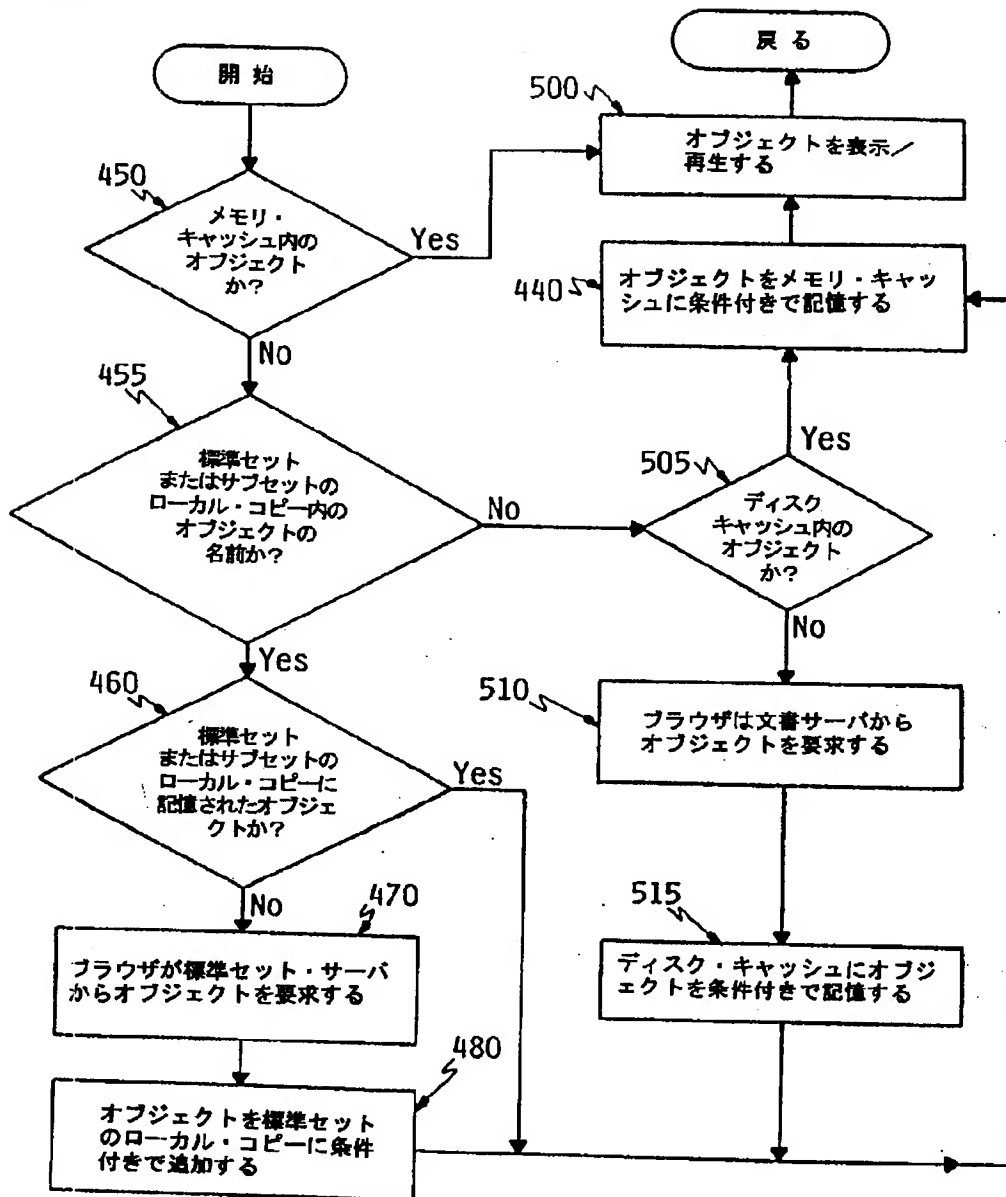 開始
450
メモリ・
キャッシュ内の
オブジェクト
か?
Yes
No
455
標準セット
またはサブセットの
ローカル・コピー内の
オブジェクトの
名前か?
No
Yes
460
標準セット
またはサブセットの
ローカル・コピーに
記憶されたオブジェ
クトか?
Yes
No
470
ブラウザが標準セット・サーバ
からオブジェクトを要求する
480
オブジェクトを標準セット
のローカル・コピーに条件
付きで追加する
戻る
500
オブジェクトを表示/
再生する
440
オブジェクトをメモリ・キャッ
シュに条件付きで記憶する
Yes
505
ディスク
キャッシュ内の
オブジェクト
か?
No
510
ブラウザは文書サーバから
オブジェクトを要求する
515
ディスク・キャッシュにオブジ
ェクトを条件付きで記憶する